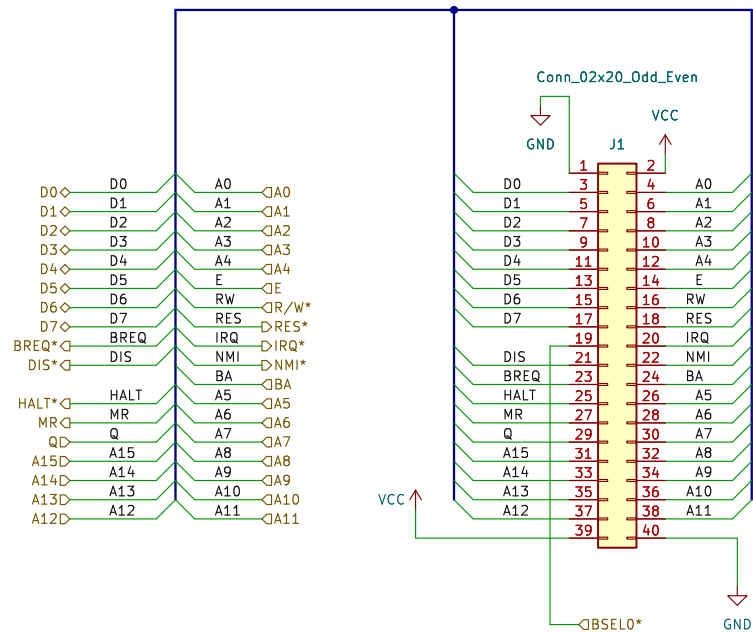 Conn_02x20_Odd_Even
VCC
GND J1
1 2
D0 D0 A0 A0 D0 3 4 A0
D1 D1 A1 A1 D1 5 6 A1
D2 D2 A2 A2 D2 7 8 A2
D3 D3 A3 A3 D3 9 10 A3
D4 D4 A4 A4 D4 11 12 A4
D5 D5 E E D5 13 14 E
D6 D6 RW R/W* D6 15 16 RW
D7 D7 RES RES* D7 17 18 RES
BREQ* BREQ IRQ IRQ* 19 20 IRQ
DIS* DIS NMI NMI* DIS 21 22 NMI
BA BA BREQ 23 24 BA
HALT* HALT A5 A5 HALT 25 26 A5
MR MR A6 A6 MR 27 28 A6
Q Q A7 A7 Q 29 30 A7
A15 A15 A8 A8 A15 31 32 A8
A14 A14 A9 A9 A14 33 34 A9
A13 A13 A10 A10 VCC A13 35 36 A10
A12 A12 A11 A11 A12 37 38 A11
39 40
BSEL0* GND